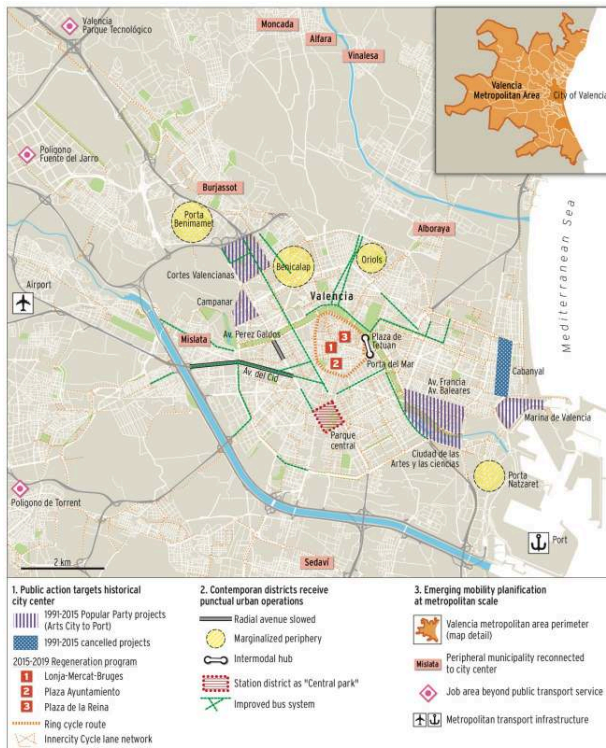 Valencia
Parque Tecnológico
Moncada
Alfara
Vinalesa
Valencia
Metropolitan Area
City of Valencia
Poligono
Fuente del Jarro
Burjassot
Porta
Benimamet
Alboraya
Mediterranean Sea
Oriols
Benicalap
Cortes Valencianas
Airport
Campanar
Valencia
Av. Perez Galdos
Mislata
3
1
2
Plaza de
Tetuan
Porta del Mar
Cabanyal
Av. del Cid
Av. Francia
Av. Baleares
Marina de Valencia
Parque
central
Ciudad de las
Artes y las ciencias
Porta
Natzaret
Poligono de Torrent
Port
2 km
Sedaví
1. Public action targets historical
city center
1991-2015 Popular Party projects
(Arts City to Port)
1991-2015 cancelled projects
2015-2019 Regeneration program
1 Lonja-Mercat-Bruges
2 Plaza Ayuntamiento
3 Plaza de la Reina
Ring cycle route
Innercity Cycle lane network
2. Contemporan districts receive
punctual urban operations
Radial avenue slowed
Marginalized periphery
Intermodal hub
Station district as "Central park"
Improved bus system
3. Emerging mobility planification
at metropolitan scale
Valencia metropolitan area perimeter
(map detail)
Mislata Peripheral municipality reconnected
to city center
Job area beyond public transport service
Metropolitan transport infrastructure